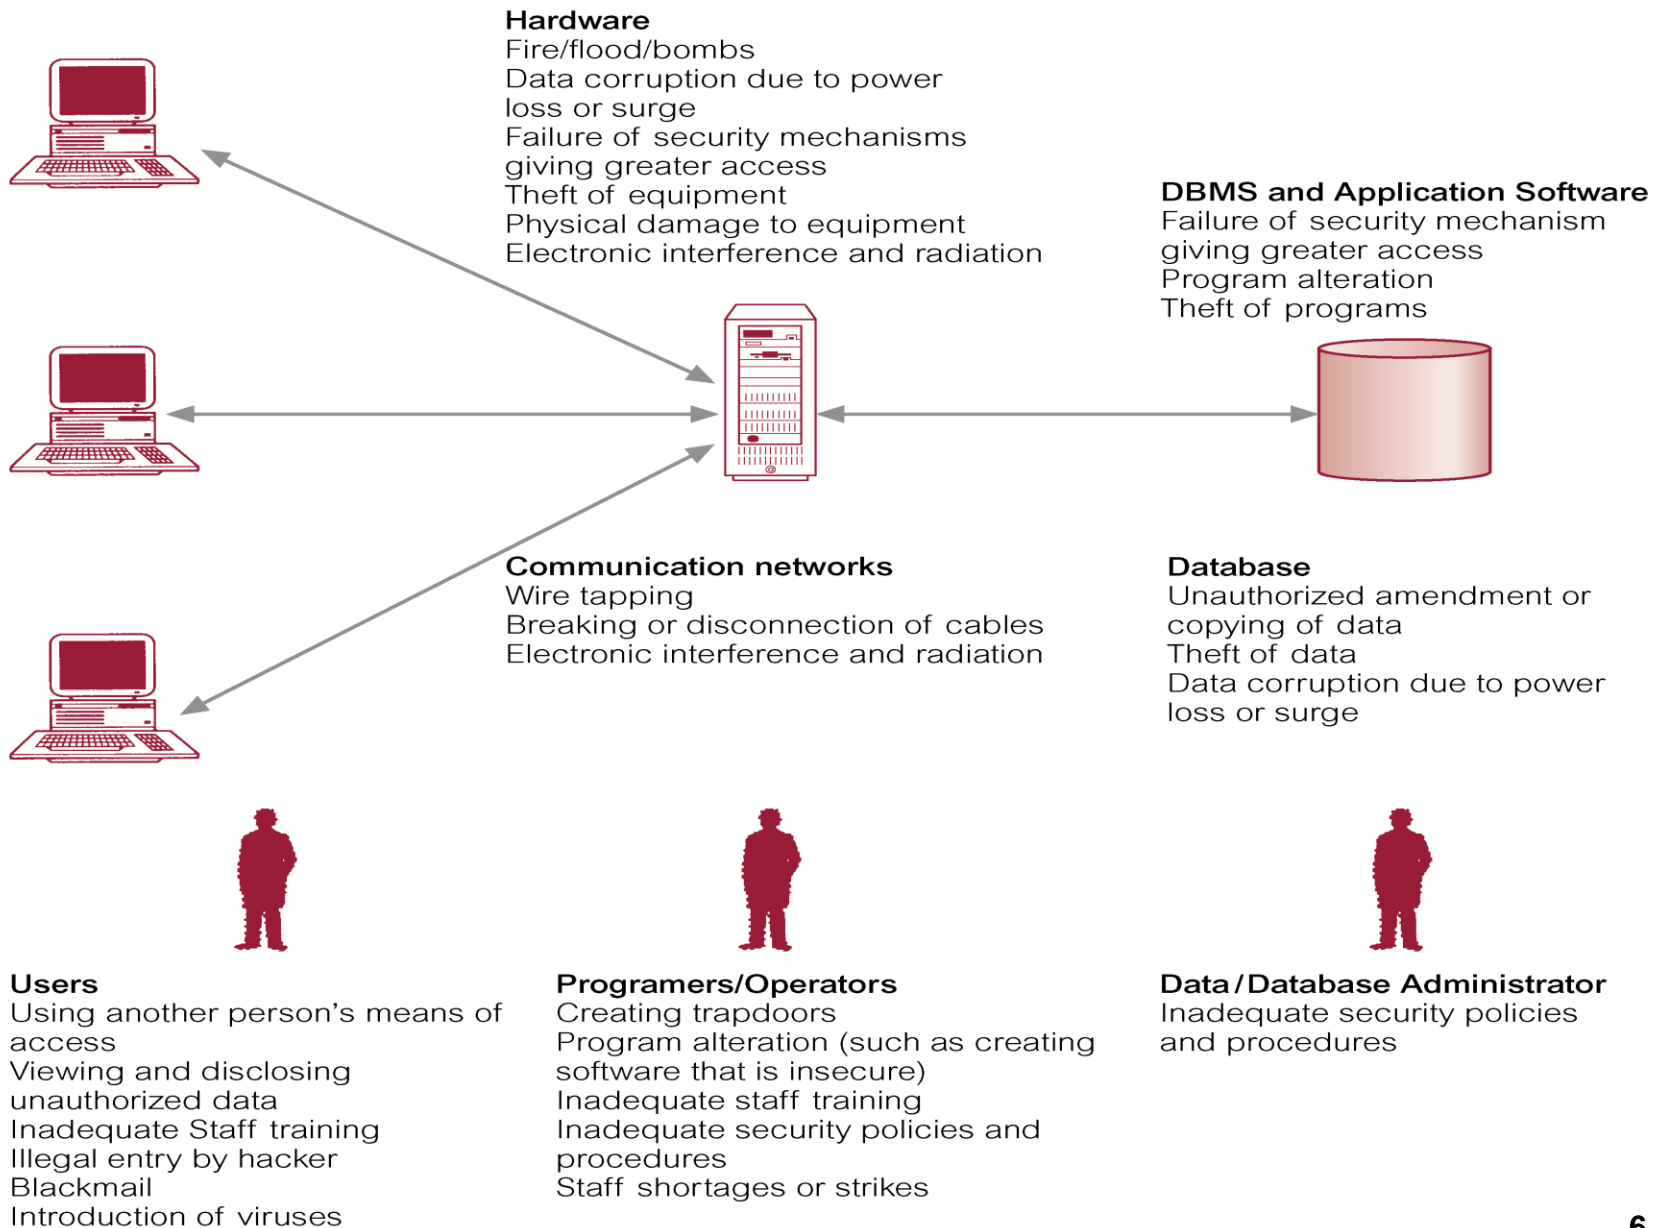 Hardware
Fire/flood/bombs
Data corruption due to power
loss or surge
Failure of security mechanisms
giving greater access
Theft of equipment
Physical damage to equipment
Electronic interference and radiation
DBMS and Application Software
Failure of security mechanism
giving greater access
Program alteration
Theft of programs
Communication networks
Wire tapping
Breaking or disconnection of cables
Electronic interference and radiation
Database
Unauthorized amendment or
copying of data
Theft of data
Data corruption due to power
loss or surge
Users
Using another person’s means of
access
Viewing and disclosing
unauthorized data
Inadequate Staff training
Illegal entry by hacker
Blackmail
Introduction of viruses
Programers/Operators
Creating trapdoors
Program alteration (such as creating
software that is insecure)
Inadequate staff training
Inadequate security policies and
procedures
Staff shortages or strikes
Data/Database Administrator
Inadequate security policies
and procedures
6